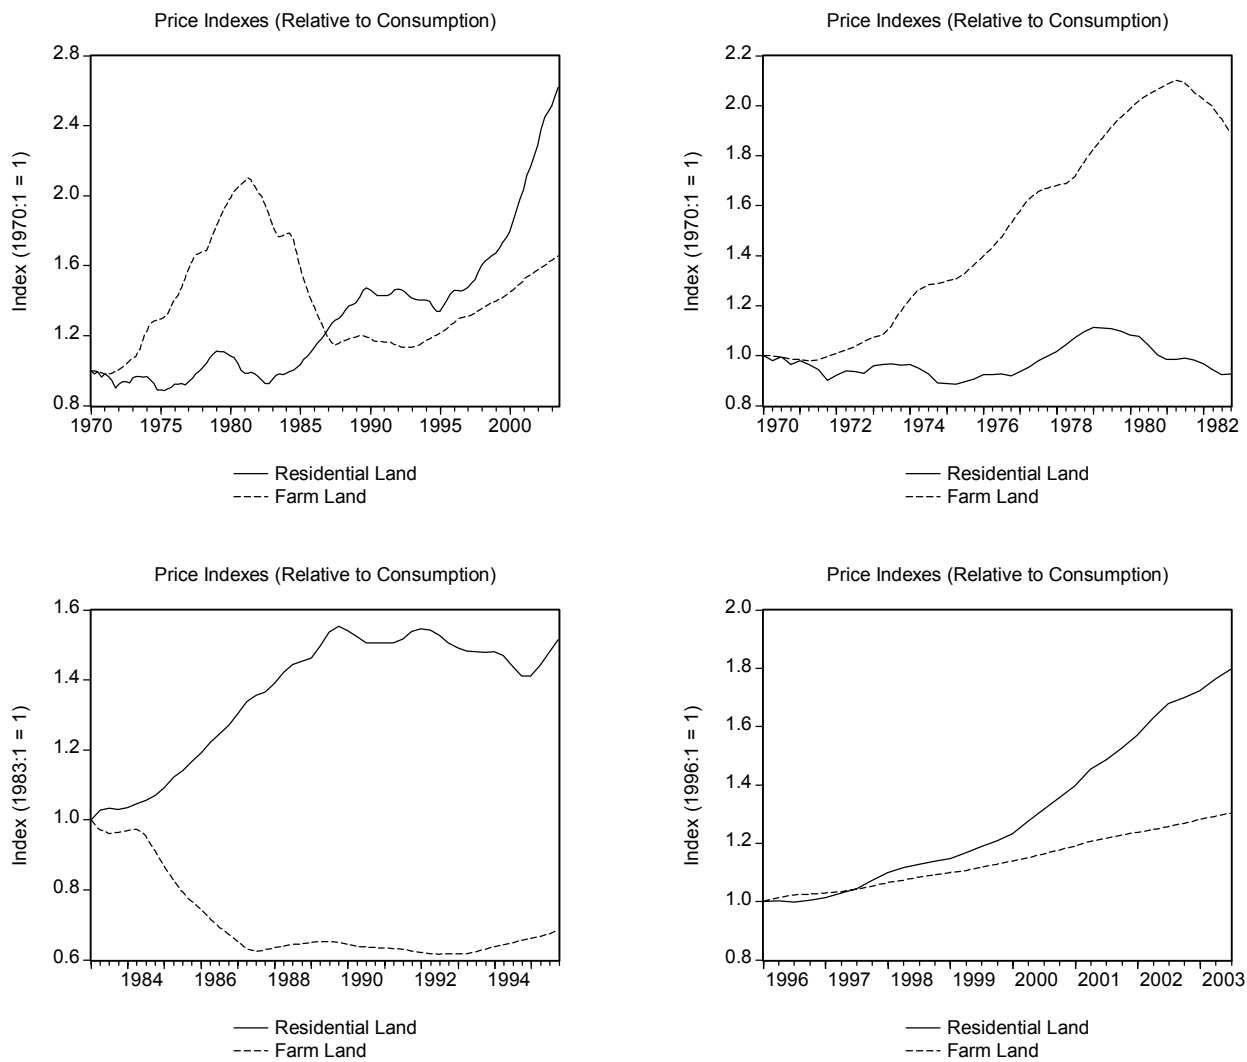 Price Indexes (Relative to Consumption)
Index (1970:1 = 1)
2.8
2.4
2.0
1.6
1.2
0.8
1970 1975 1980 1985 1990 1995 2000
Residential Land
Farm Land
Price Indexes (Relative to Consumption)
Index (1970:1 = 1)
2.2
2.0
1.8
1.6
1.4
1.2
1.0
0.8
1970 1972 1974 1976 1978 1980 1982
Residential Land
Farm Land
Price Indexes (Relative to Consumption)
Index (1983:1 = 1)
1.6
1.4
1.2
1.0
0.8
0.6
1984 1986 1988 1990 1992 1994
Residential Land
Farm Land
Price Indexes (Relative to Consumption)
Index (1996:1 = 1)
2.0
1.8
1.6
1.4
1.2
1.0
0.8
1996 1997 1998 1999 2000 2001 2002 2003
Residential Land
Farm Land